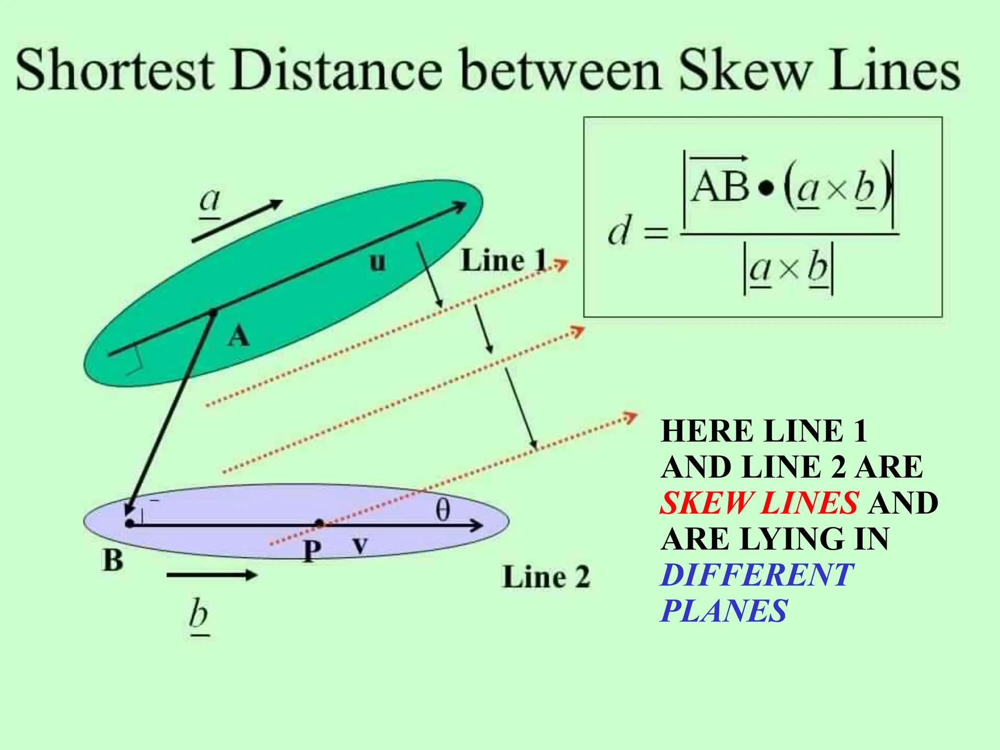 Shortest Distance between Skew Lines
d = |AB • (a × b)| / |a × b|
a
u
Line 1
A
θ
B
P
v
Line 2
b
HERE LINE 1
AND LINE 2 ARE
SKEW LINES AND
ARE LYING IN
DIFFERENT
PLANES